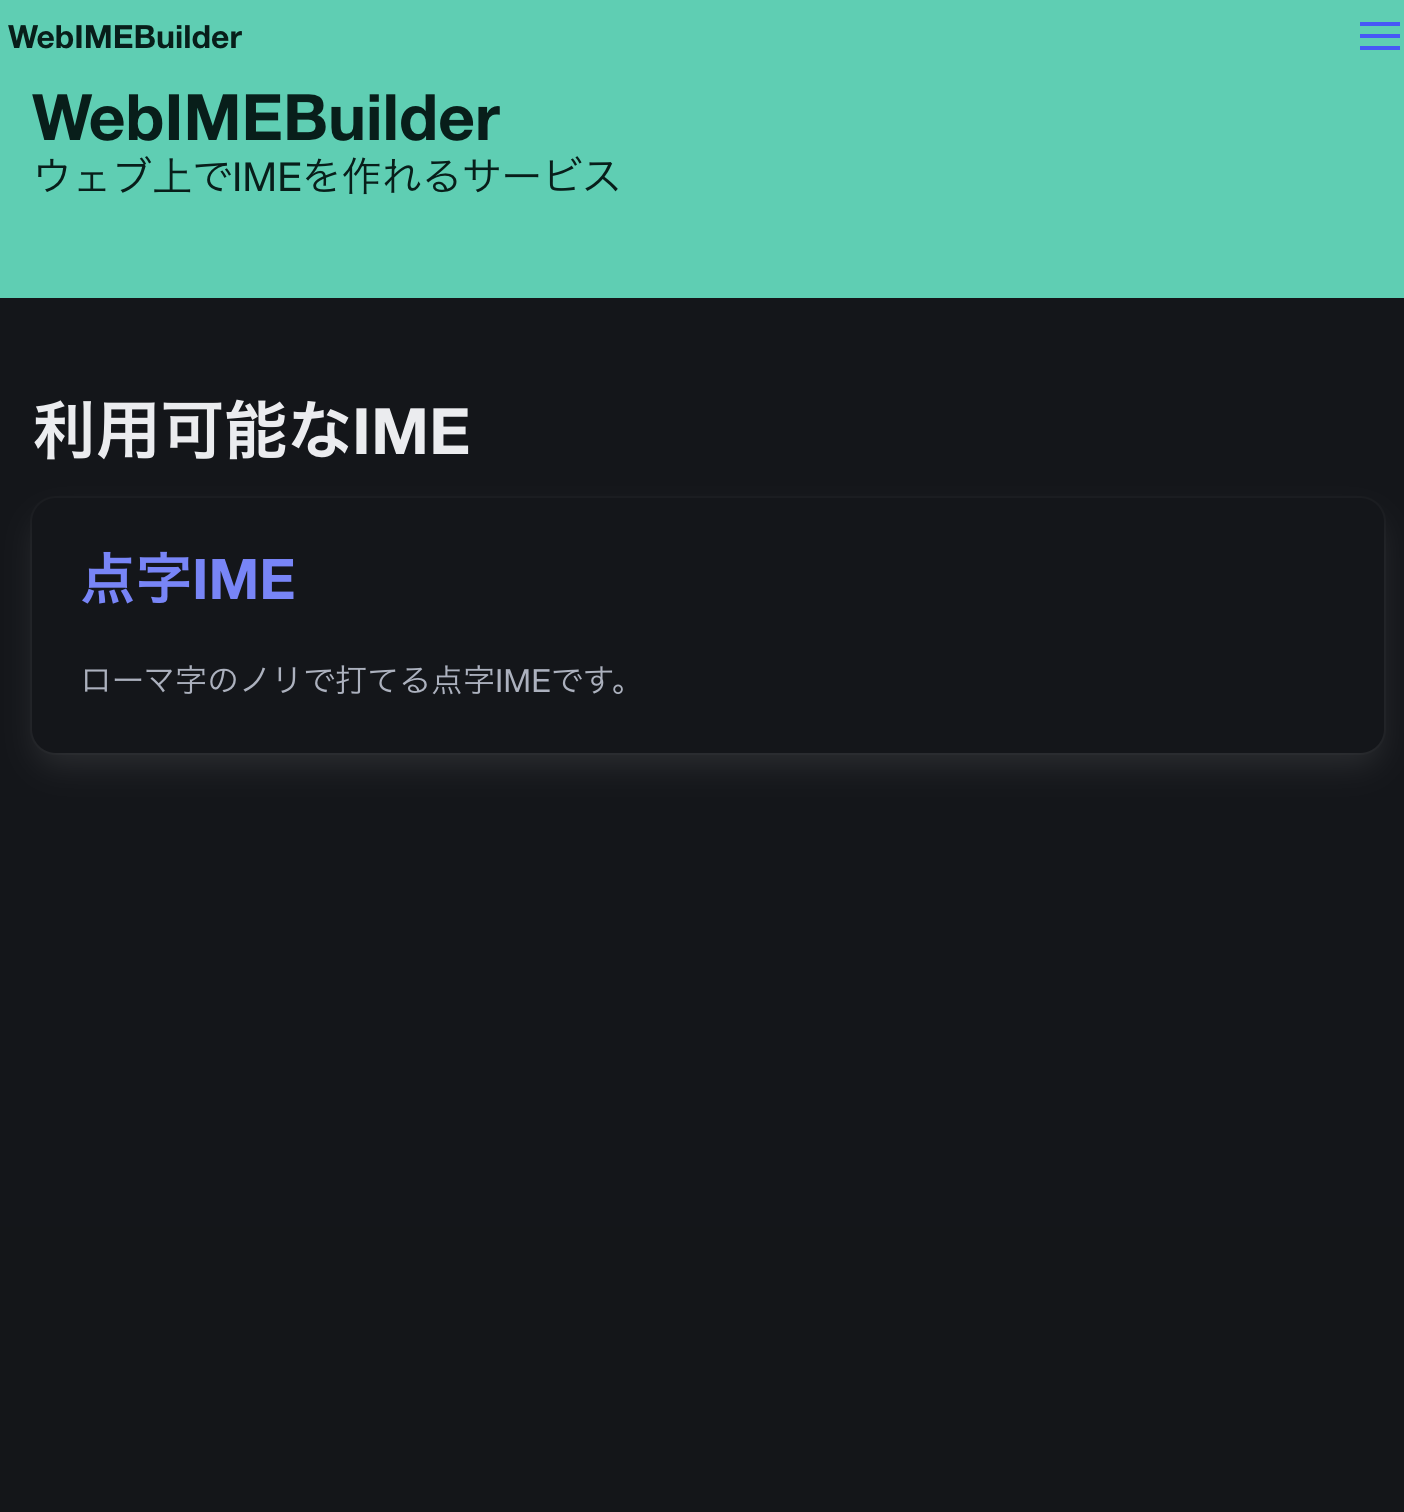 WebIMEBuilder
WebIMEBuilder
ウェブ上でIMEを作れるサービス
利用可能なIME
点字IME
ローマ字のノリで打てる点字IMEです。